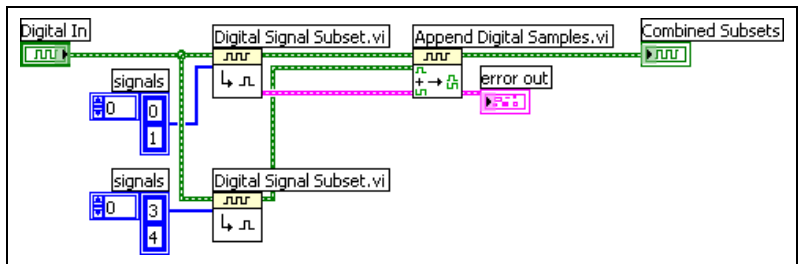 Digital In
Digital Signal Subset.vi
Append Digital Samples.vi
Combined Subsets
signals
error out
0
0
1
signals
Digital Signal Subset.vi
0
3
4